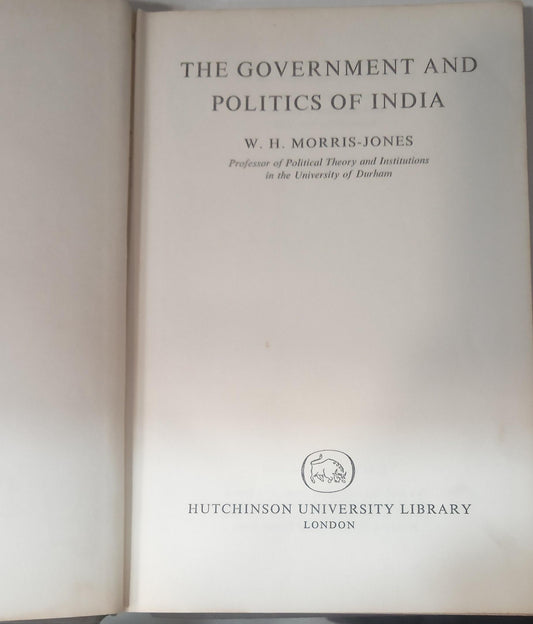 THE GOVERNMENT AND
POLITICS OF INDIA
W. H. MORRIS-JONES
Professor of Political Theory and Institutions
in the University of Durham
HUTCHINSON UNIVERSITY LIBRARY
LONDON